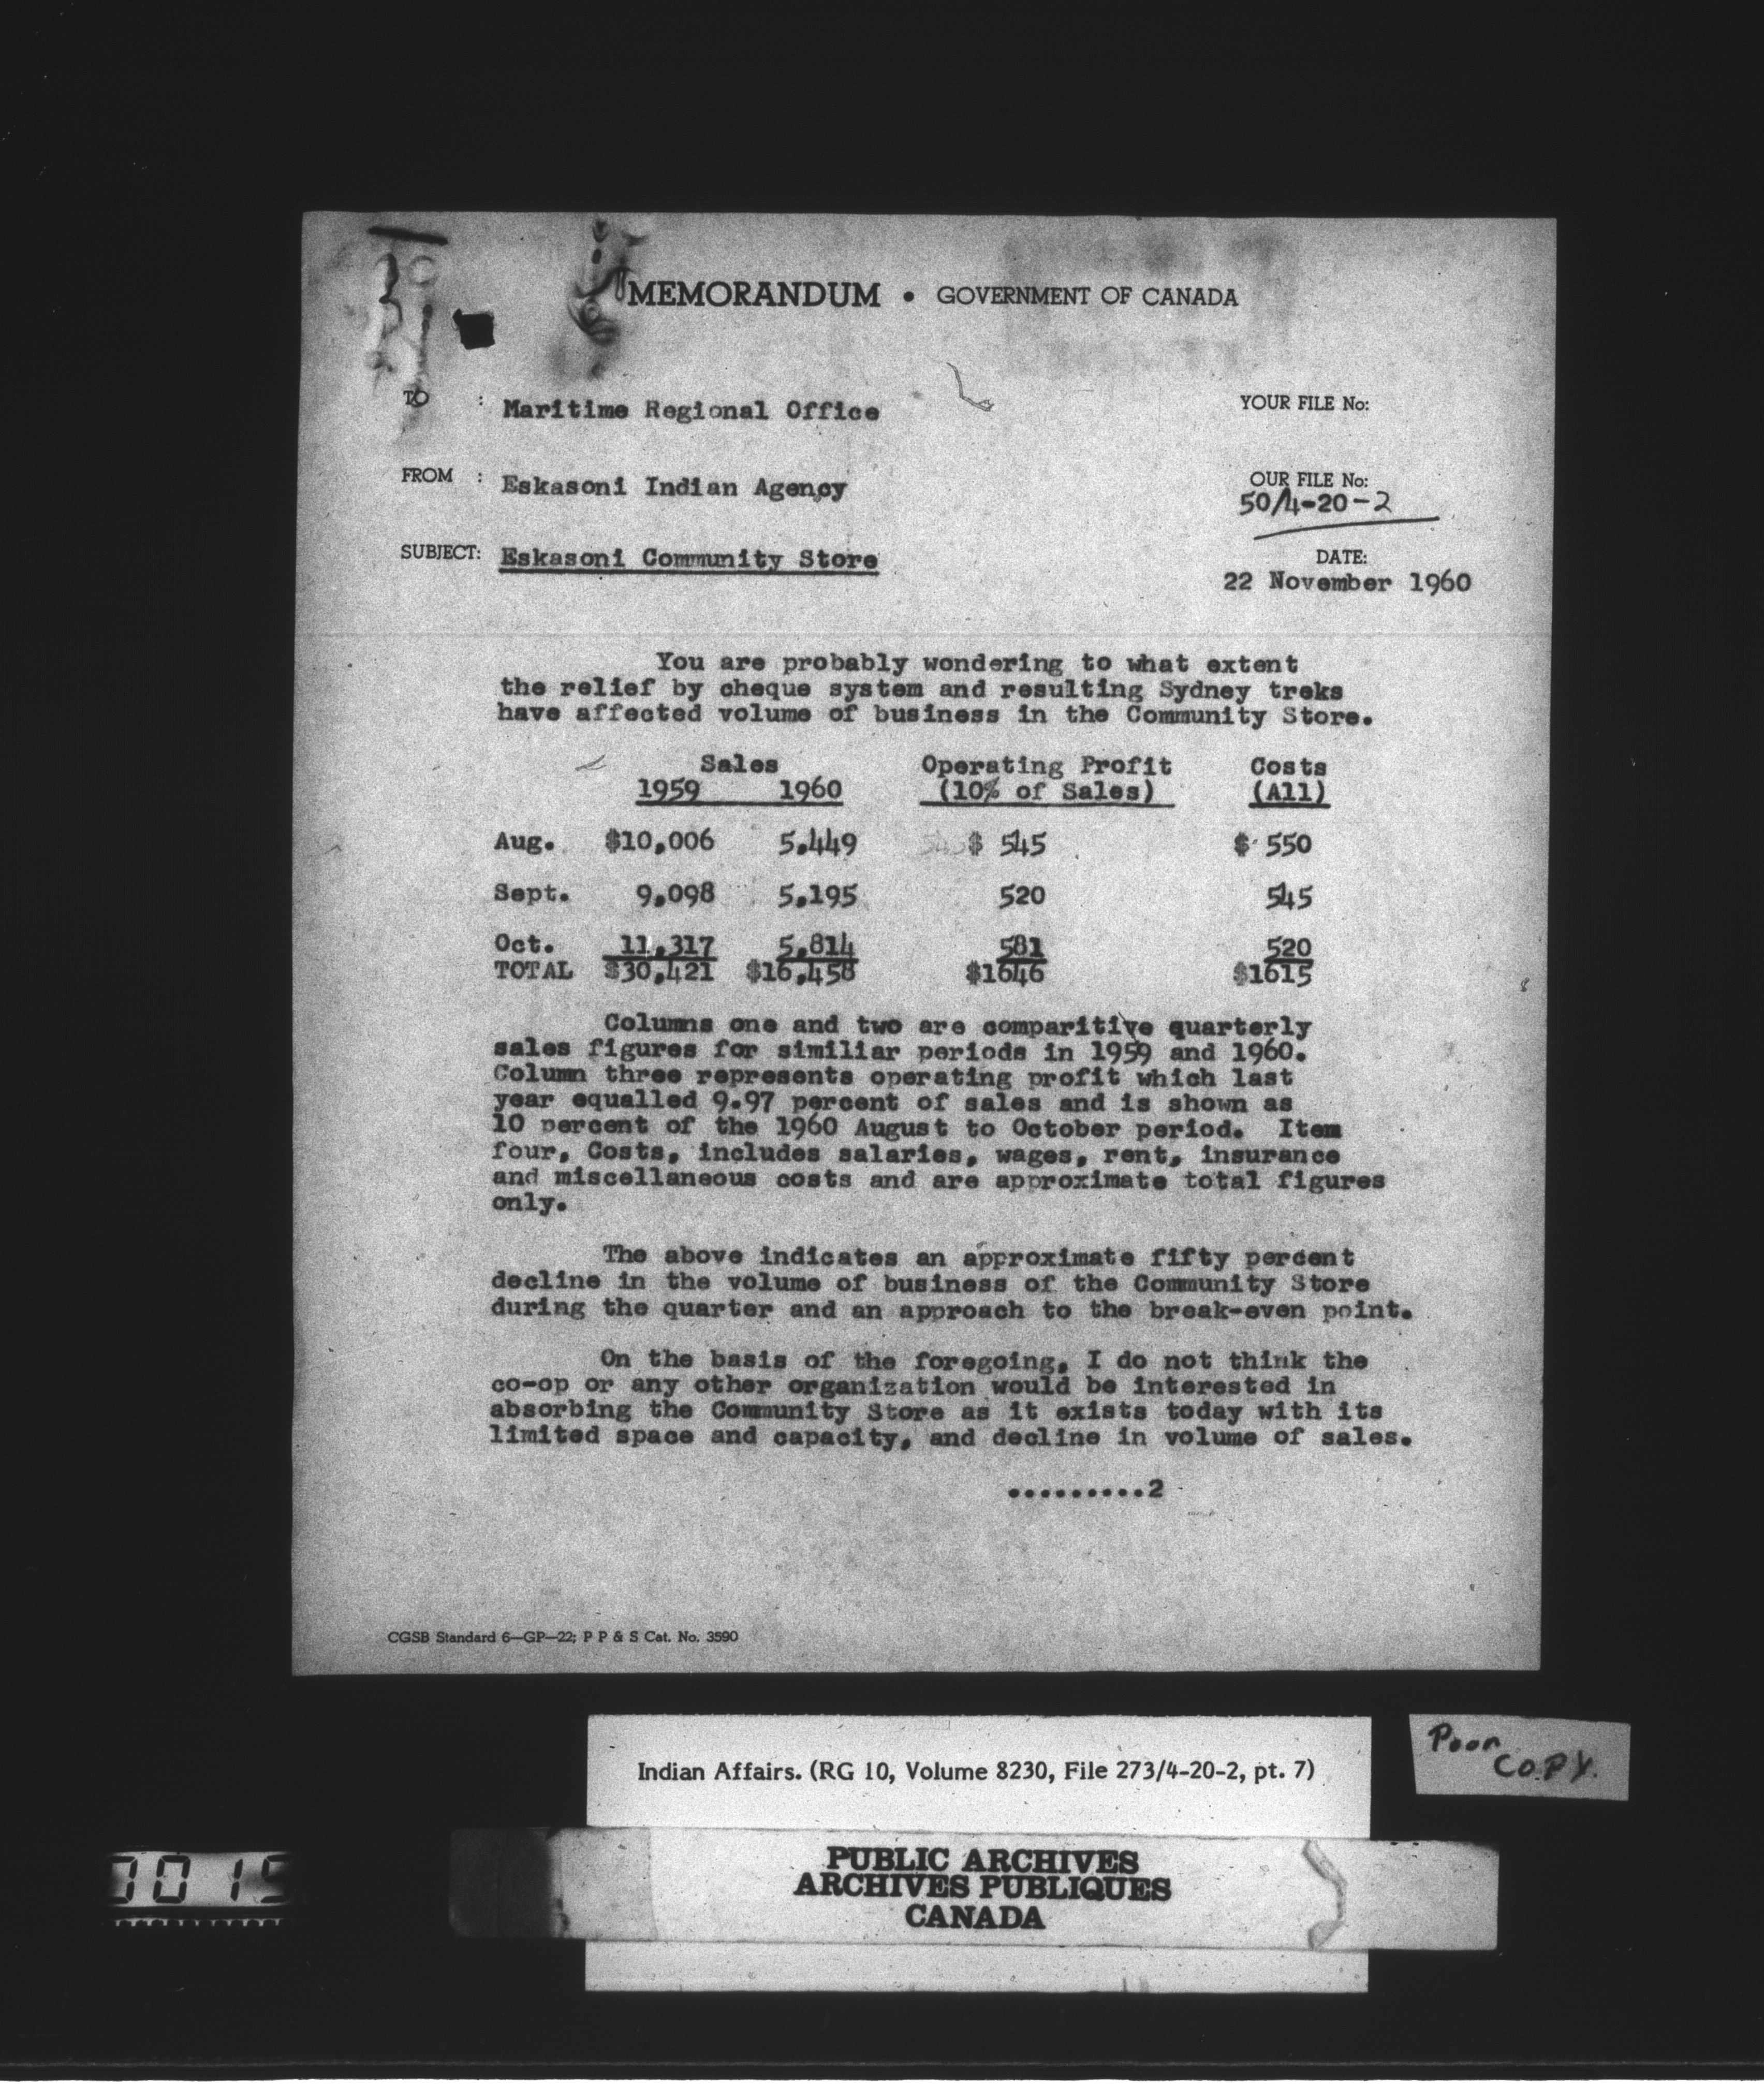 MEMORANDUM • GOVERNMENT OF CANADA
TO : Maritime Regional Office
YOUR FILE No:
FROM : Eskasoni Indian Agency
OUR FILE No:
50/4-20-2
SUBJECT: Eskasoni Community Store
DATE:
22 November 1960
You are probably wondering to what extent
the relief by cheque system and resulting Sydney treks
have affected volume of business in the Community Store.
Sales Operating Profit Costs
1959 1960 (10% of Sales) (All)
Aug. $10,006 5,449 $ 545 $ 550
Sept. 9,098 5,195 520 545
Oct. 11,317 5,814 581 520
TOTAL $30,421 $16,458 $1646 $1615
Columns one and two are comparitive quarterly
sales figures for similiar periods in 1959 and 1960.
Column three represents operating profit which last
year equalled 9.97 percent of sales and is shown as
10 percent of the 1960 August to October period. Item
four, Costs, includes salaries, wages, rent, insurance
and miscellaneous costs and are approximate total figures
only.
The above indicates an approximate fifty percent
decline in the volume of business of the Community Store
during the quarter and an approach to the break-even point.
On the basis of the foregoing, I do not think the
co-op or any other organization would be interested in
absorbing the Community Store as it exists today with its
limited space and capacity, and decline in volume of sales.
.........2
CGSB Standard 6—GP—22; P P & S Cat. No. 3590
Indian Affairs. (RG 10, Volume 8230, File 273/4-20-2, pt. 7)
Poor
COPY.
PUBLIC ARCHIVES
ARCHIVES PUBLIQUES
CANADA
0015